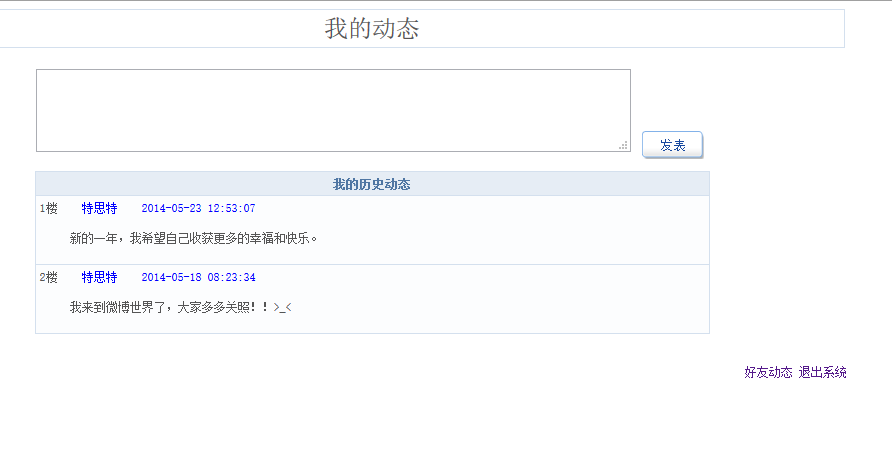 我的动态
发表
我的历史动态
1楼 特思特 2014-05-23 12:53:07
新的一年，我希望自己收获更多的幸福和快乐。
2楼 特思特 2014-05-18 08:23:34
我来到微博世界了，大家多多关照！！>_<
好友动态 退出系统